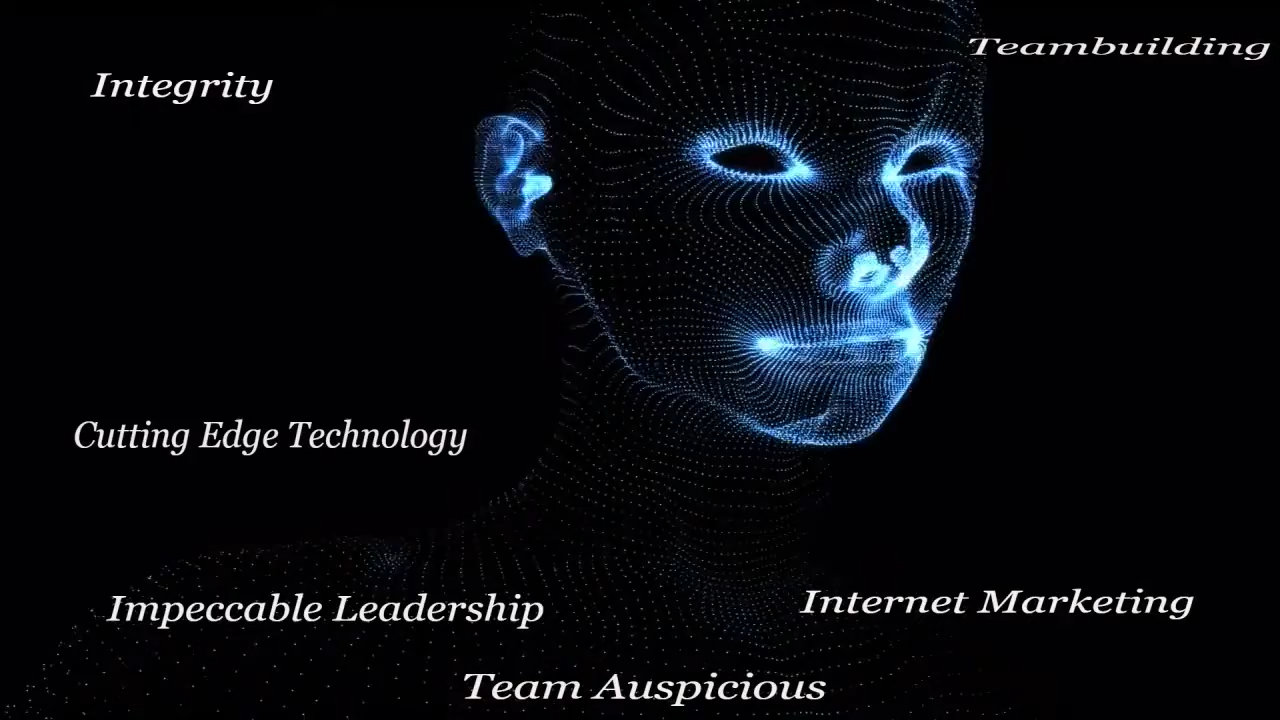 Teambuilding
Integrity
Cutting Edge Technology
Internet Marketing
Impeccable Leadership
Team Auspicious